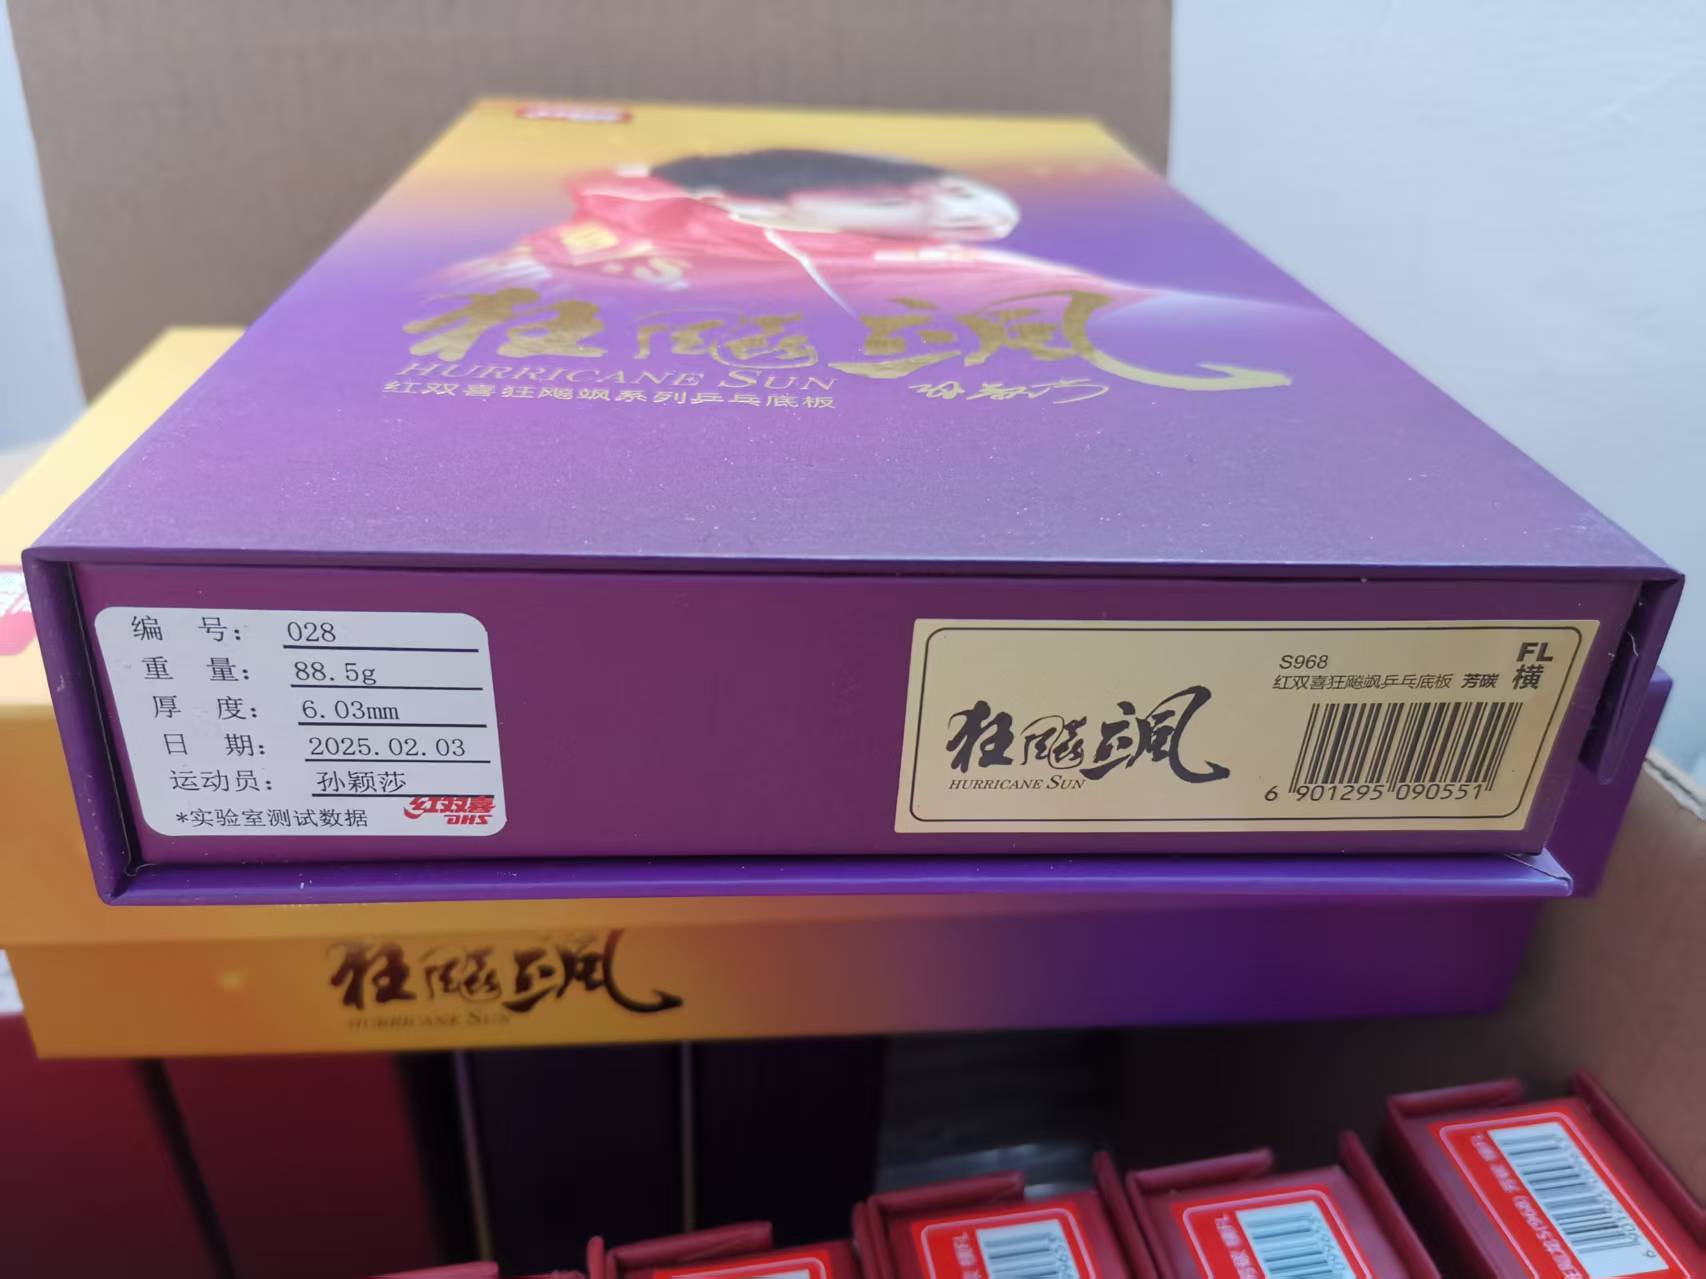 狂飚飒
HURRICANE SUN
红双喜狂飚飒系列乒乓底板
编 号: 028
重 量: 88.5g
厚 度: 6.03mm
日 期: 2025.02.03
运动员: 孙颖莎
*实验室测试数据
红双喜
DHS
S968
红双喜狂飚飒乒乓底板 芳碳
FL
横
狂飚飒
HURRICANE SUN
6 901295 090551
狂飚飒
HURRICANE SUN